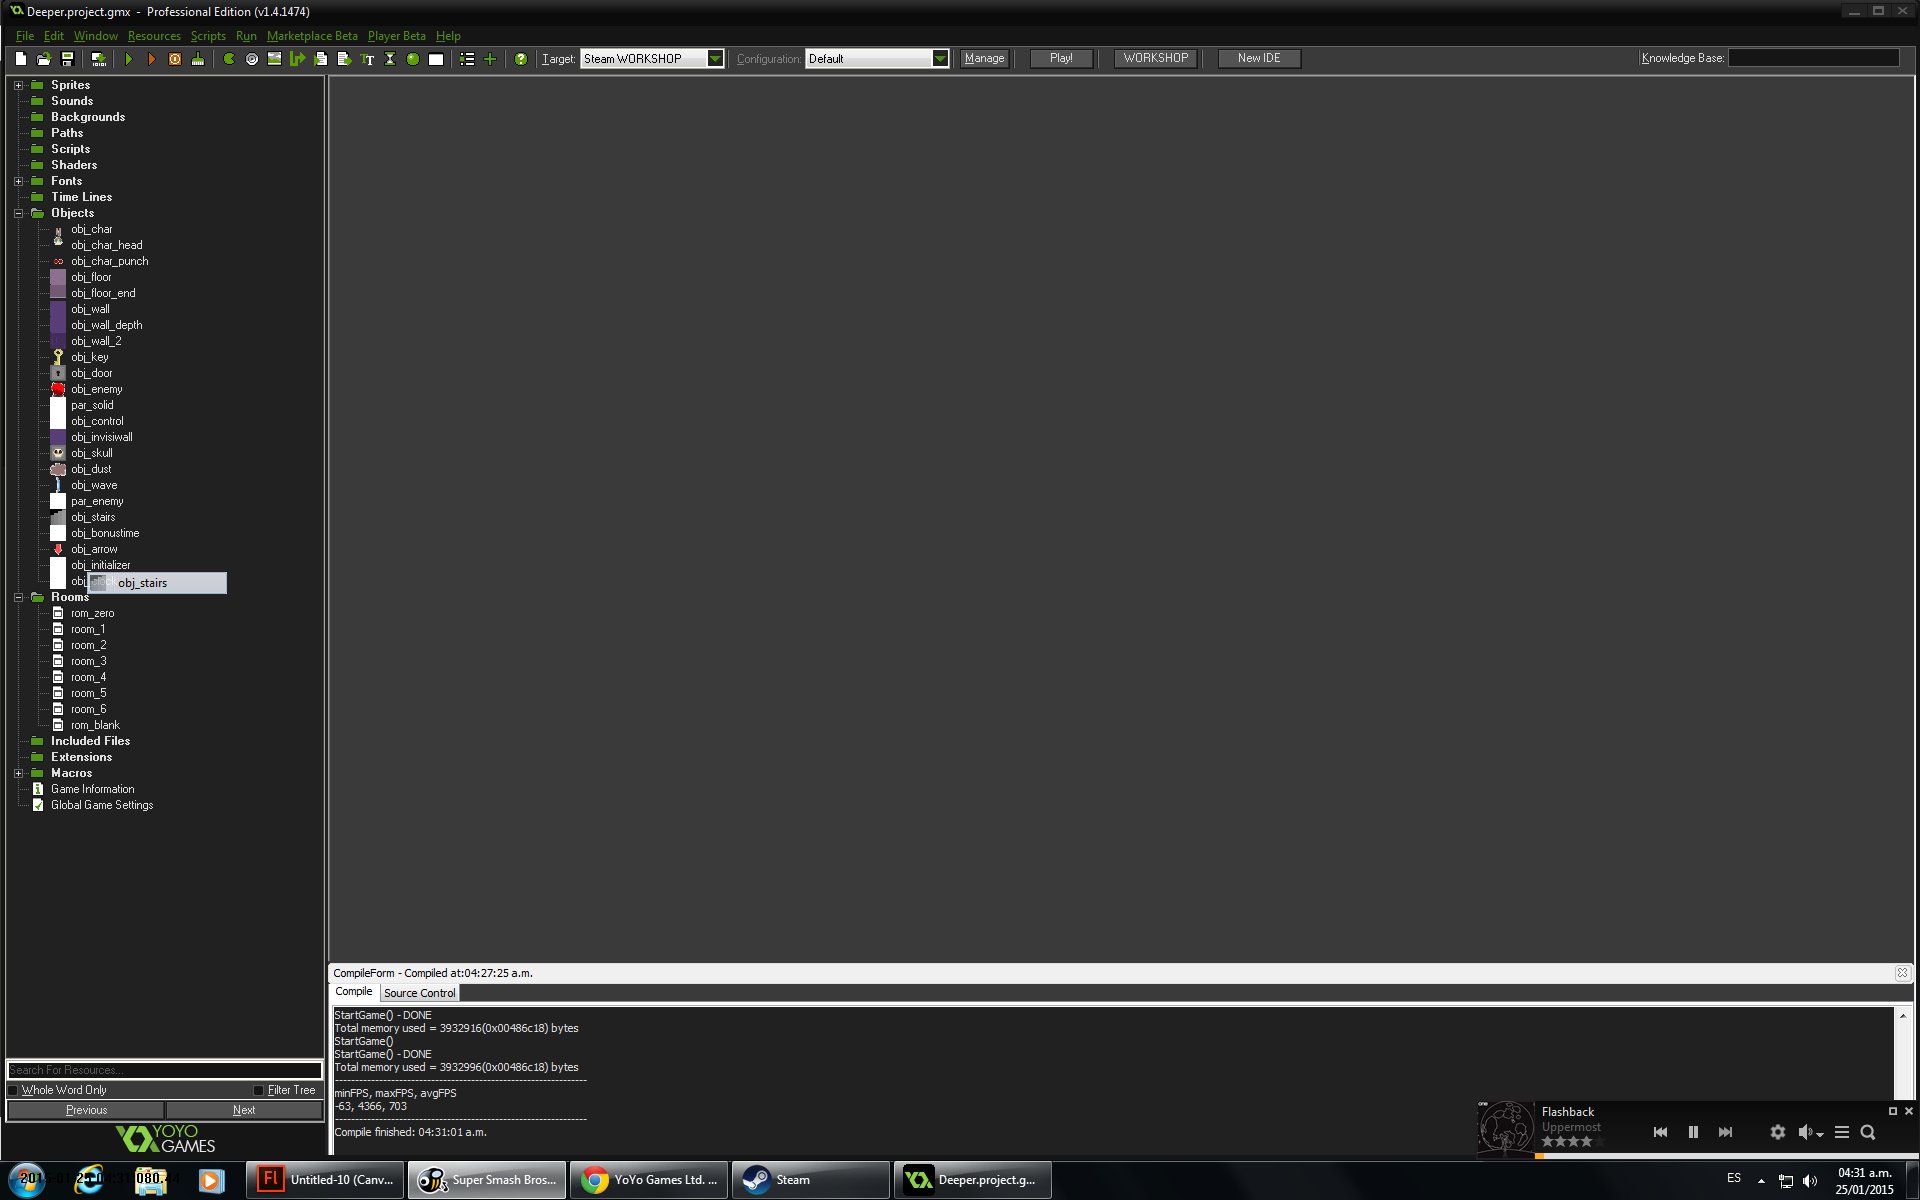 Deeper.project.gmx - Professional Edition (v1.4.1474)
File Edit Window Resources Scripts Run Marketplace Beta Player Beta Help
Target: Steam WORKSHOP Configuration: Default Manage Play! WORKSHOP New IDE Knowledge Base:
Sprites
Sounds
Backgrounds
Paths
Scripts
Shaders
Fonts
Time Lines
Objects
obj_char
obj_char_head
obj_char_punch
obj_floor
obj_floor_end
obj_wall
obj_wall_depth
obj_wall_2
obj_key
obj_door
obj_enemy
par_solid
obj_control
obj_invisiwall
obj_skull
obj_dust
obj_wave
par_enemy
obj_stairs
obj_bonustime
obj_arrow
obj_initializer
obj_stairs
Rooms
rom_zero
room_1
room_2
room_3
room_4
room_5
room_6
rom_blank
Included Files
Extensions
Macros
Game Information
Global Game Settings
CompileForm - Compiled at:04:27:25 a.m.
Compile Source Control
StartGame() - DONE
Total memory used = 3932916(0x00486c18) bytes
StartGame()
StartGame() - DONE
Total memory used = 3932996(0x00486c18) bytes
minFPS, maxFPS, avgFPS
-63, 4366, 703
Compile finished: 04:31:01 a.m.
Search For Resources...
Whole Word Only Filter Tree
Previous Next
YOYO
GAMES
Flashback
Uppermost
Fl Untitled-10 (Canv... Super Smash Bros... YoYo Games Ltd. ... Steam Deeper.project.g... ES 04:31 a.m.
25/01/2015